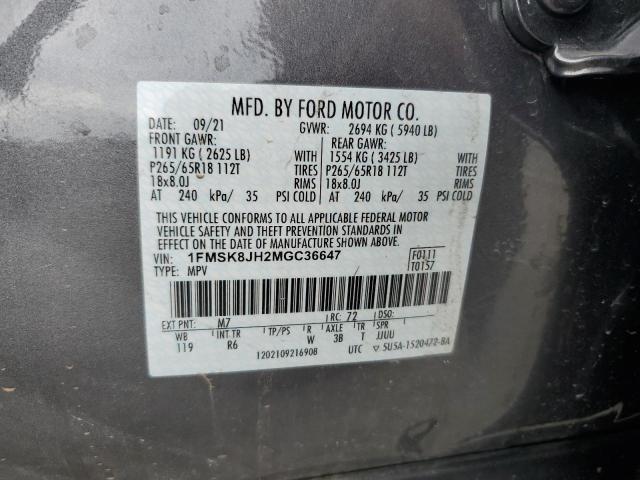 MFD. BY FORD MOTOR CO.
DATE: 09/21 GVWR: 2694 KG ( 5940 LB)
FRONT GAWR: REAR GAWR:
1191 KG ( 2625 LB) WITH 1554 KG ( 3425 LB) WITH
P265/65R18 112T TIRES P265/65R18 112T TIRES
18x8.0J RIMS 18x8.0J RIMS
AT 240 kPa/ 35 PSI COLD AT 240 kPa/ 35 PSI COLD
THIS VEHICLE CONFORMS TO ALL APPLICABLE FEDERAL MOTOR
VEHICLE SAFETY AND THEFT PREVENTION STANDARDS IN
EFFECT ON THE DATE OF MANUFACTURE SHOWN ABOVE.
VIN: 1FMSK8JH2MGC36647 F0111
TYPE: MPV T0157
EXT PNT: M7 RC: 72 DSO:
WB INT TR TP/PS R AXLE TR SPR
119 R6 W 3B T JJUU
1202109216908 UTC ▽ 5U5A-1520472-BA